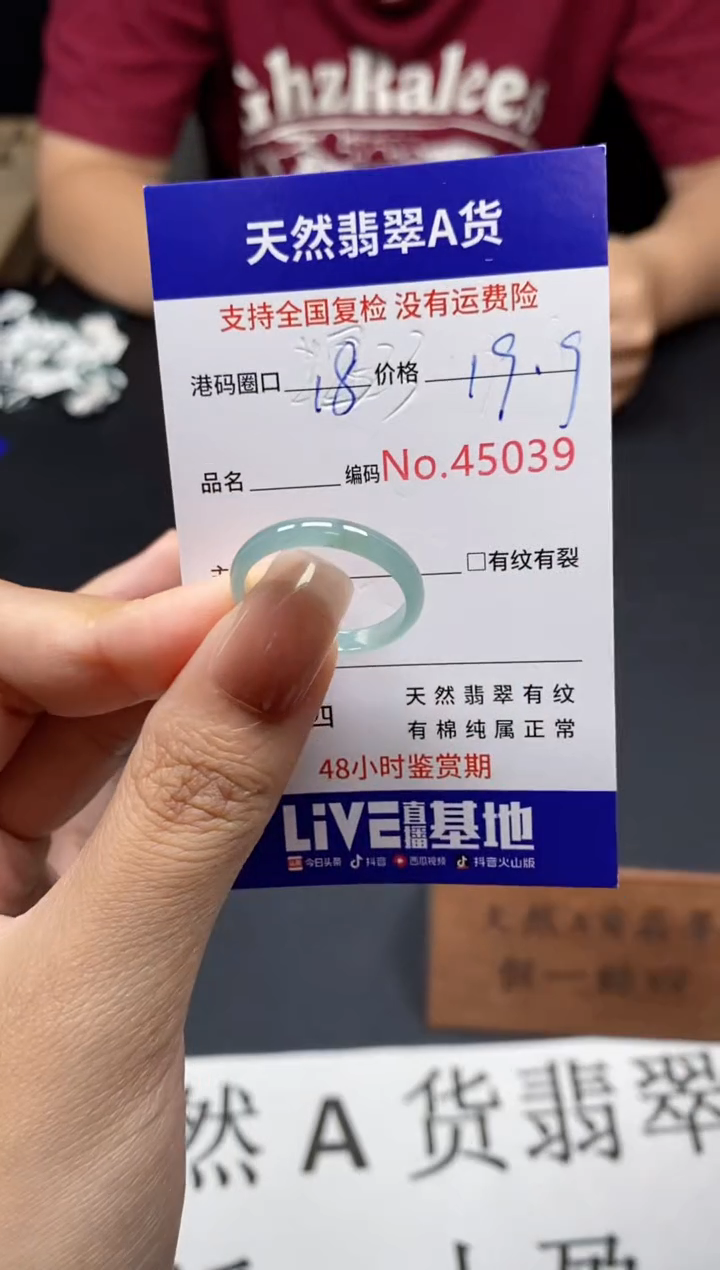 天然翡翠A货
支持全国复检 没有运费险
港码圈口 18 价格 19.9
品名 编码No.45039
□有纹有裂
四 天然翡翠有纹
有棉纯属正常
48小时鉴赏期
LiVE直播基地
今日头条 抖音 西瓜视频 抖音火山版
然A货翡翠